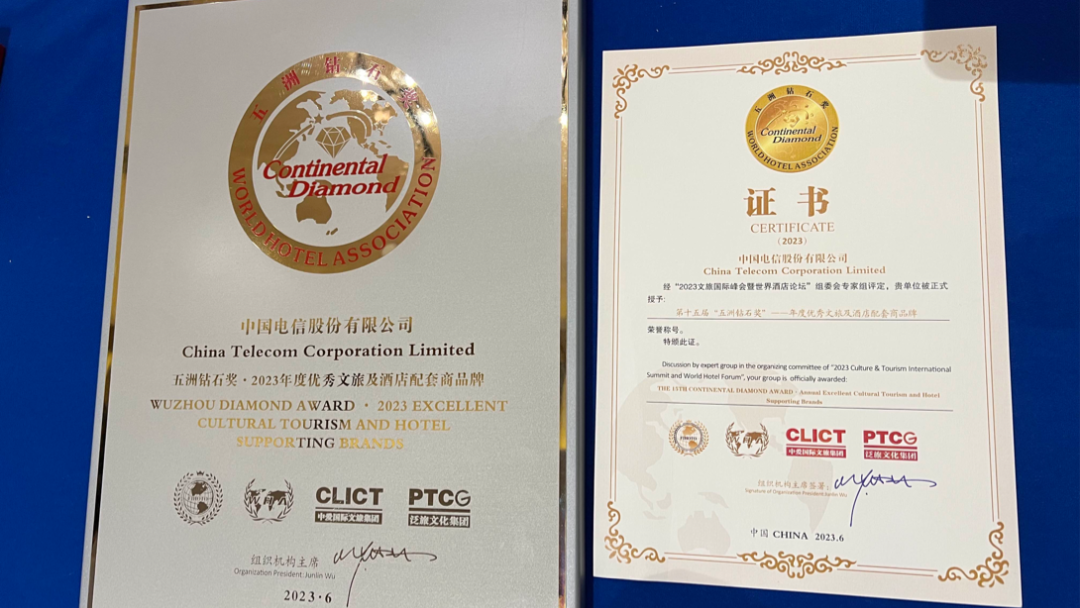 五洲钻石奖
Continental
Diamond
WORLD HOTEL ASSOCIATION
中国电信股份有限公司
China Telecom Corporation Limited
五洲钻石奖·2023年度优秀文旅及酒店配套商品牌
WUZHOU DIAMOND AWARD · 2023 EXCELLENT
CULTURAL TOURISM AND HOTEL
SUPPORTING BRANDS
CLICT
中爱国际文旅集团
PTCG
泛旅文化集团
组织机构主席
Organization President: Junlin Wu
2023·6
五洲钻石奖
Continental
Diamond
WORLD HOTEL ASSOCIATION
证书
CERTIFICATE
（2023）
中国电信股份有限公司
China Telecom Corporation Limited
经“2023文旅国际峰会暨世界酒店论坛”组委会专家组评定，贵单位被正式
授予:
第十五届“五洲钻石奖”——年度优秀文旅及酒店配套商品牌
荣誉称号。
特颁此证。
Discussion by expert group in the organizing committee of "2023 Culture & Tourism International
Summit and World Hotel Forum", your group is officially awarded:
THE 15TH CONTINENTAL DIAMOND AWARD - Annual Excellent Cultural Tourism and Hotel
Supporting Brands
CLICT
中爱国际文旅集团
PTCG
泛旅文化集团
组织机构主席签署:
Signature of Organization President: Junlin Wu
中国 CHINA 2023.6